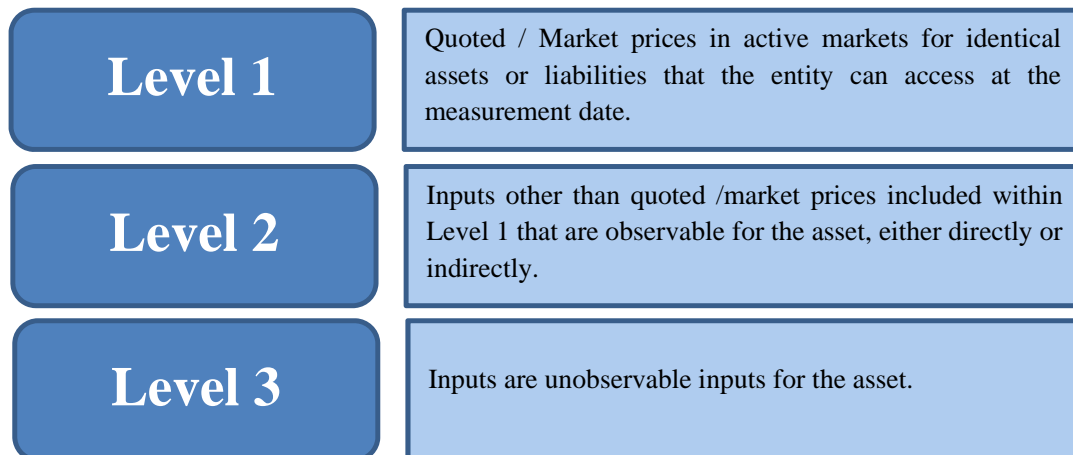 Level 1
Quoted / Market prices in active markets for identical
assets or liabilities that the entity can access at the
measurement date.
Level 2
Inputs other than quoted /market prices included within
Level 1 that are observable for the asset, either directly or
indirectly.
Level 3
Inputs are unobservable inputs for the asset.